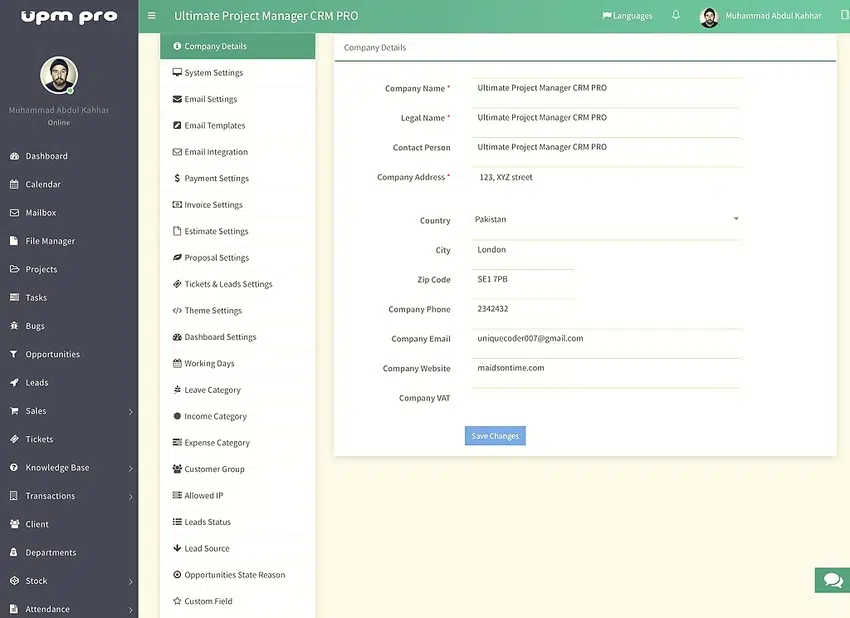 upm pro
Ultimate Project Manager CRM PRO
Languages
Muhammad Abdul Kahhar
Muhammad Abdul Kahhar
Online
Dashboard
Calendar
Mailbox
File Manager
Projects
Tasks
Bugs
Opportunities
Leads
Sales
Tickets
Knowledge Base
Transactions
Client
Departments
Stock
Attendance
Company Details
System Settings
Email Settings
Email Templates
Email Integration
Payment Settings
Invoice Settings
Estimate Settings
Proposal Settings
Tickets & Leads Settings
Theme Settings
Dashboard Settings
Working Days
Leave Category
Income Category
Expense Category
Customer Group
Allowed IP
Leads Status
Lead Source
Opportunities State Reason
Custom Field
Company Details
Company Name * Ultimate Project Manager CRM PRO
Legal Name * Ultimate Project Manager CRM PRO
Contact Person Ultimate Project Manager CRM PRO
Company Address * 123, XYZ street
Country Pakistan
City London
Zip Code SE1 7PB
Company Phone 2342432
Company Email uniquecoder007@gmail.com
Company Website maidsontime.com
Company VAT
Save Changes